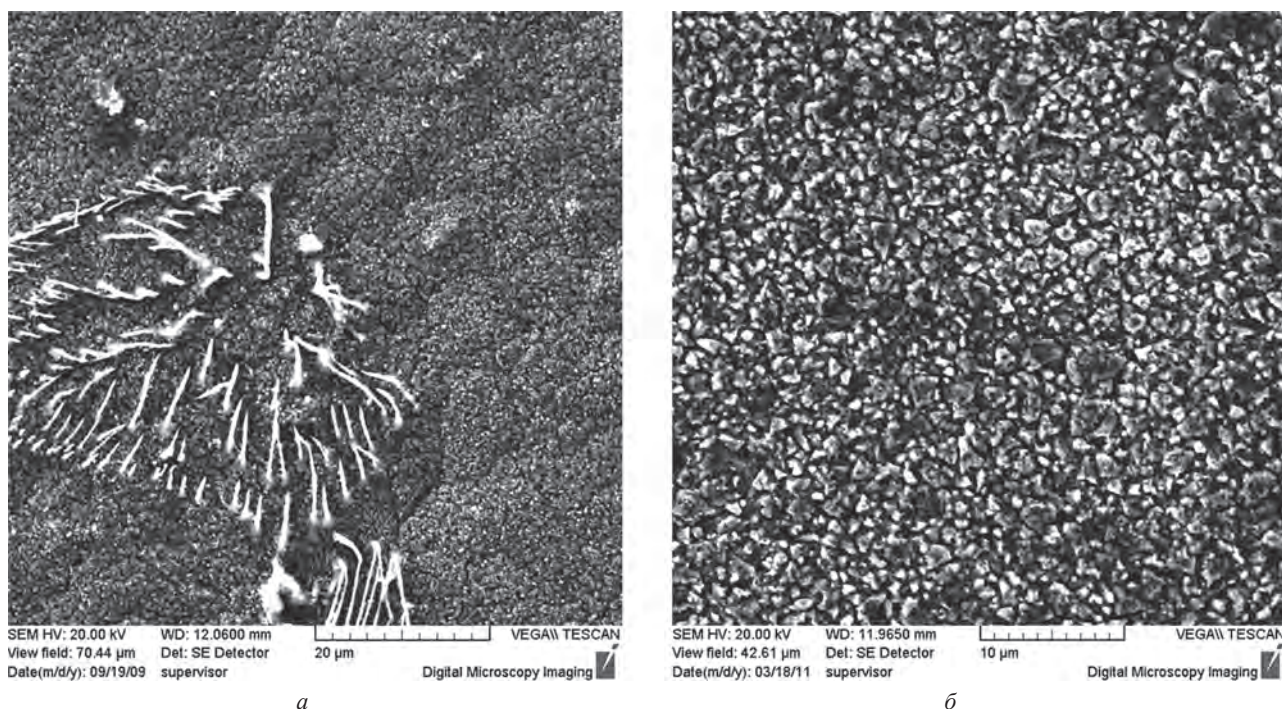 SEM HV: 20.00 kV WD: 12.0600 mm VEGA\\ TESCAN
View field: 70.44 µm Det: SE Detector 20 µm
Date(m/d/y): 09/19/09 supervisor Digital Microscopy Imaging
SEM HV: 20.00 kV WD: 11.9650 mm VEGA\\ TESCAN
View field: 42.61 µm Det: SE Detector 10 µm
Date(m/d/y): 03/18/11 supervisor Digital Microscopy Imaging
а
б